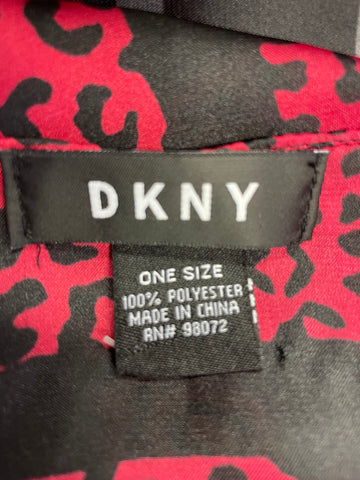 DKNY
ONE SIZE
100% POLYESTER
MADE IN CHINA
RN# 98072